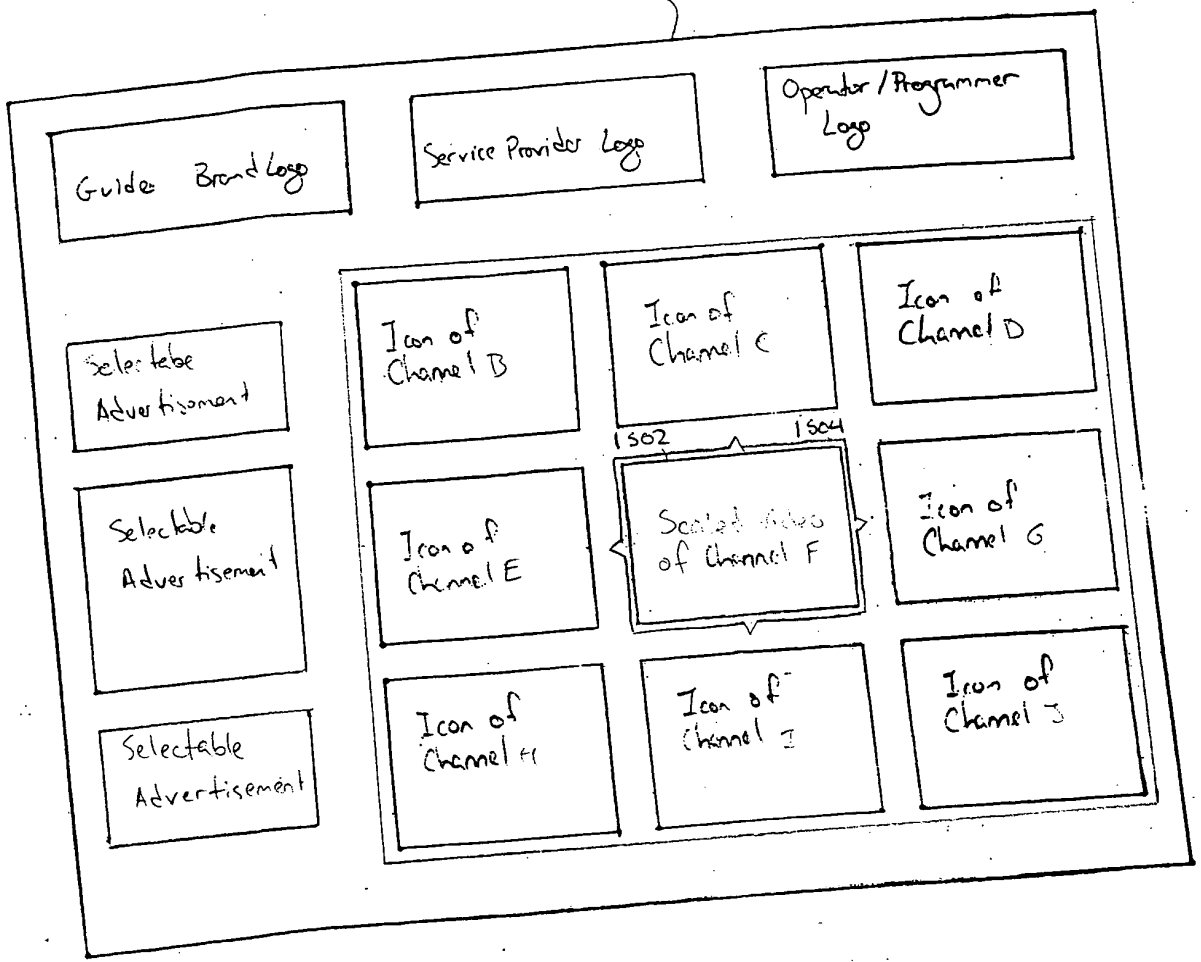 Guide Brand Logo
Service Provider Logo
Operator/Programmer
Logo
Selectabe
Advertisement
Selectable
Advertisement
Selectable
Advertisement
Icon of
Channel B
Icon of
Channel C
Icon of
Channel D
1502
1504
Icon of
Channel E
Scaled video
of Channel F
Icon of
Channel G
Icon of
Channel H
Icon of
Channel I
Icon of
Channel J